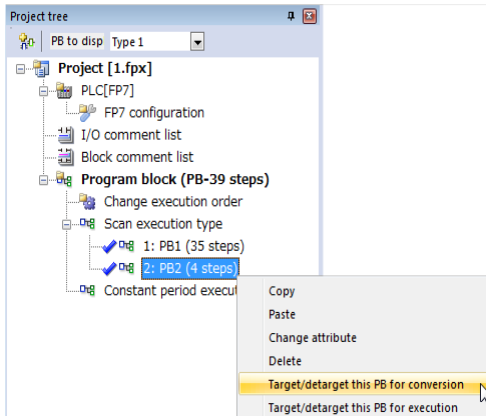 Project tree
PB to disp Type 1
Project [1.fpx]
PLC[FP7]
FP7 configuration
I/O comment list
Block comment list
Program block (PB-39 steps)
Change execution order
Scan execution type
1: PB1 (35 steps)
2: PB2 (4 steps)
Constant period execut
Copy
Paste
Change attribute
Delete
Target/detarget this PB for conversion
Target/detarget this PB for execution